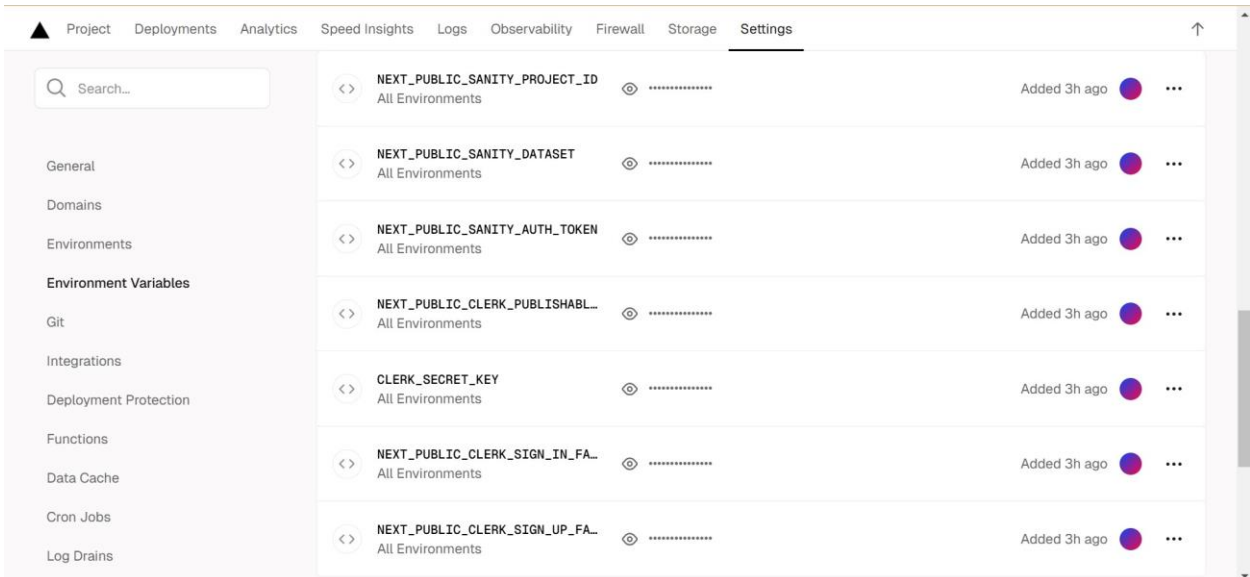 Project Deployments Analytics Speed Insights Logs Observability Firewall Storage Settings
Search...
General
Domains
Environments
Environment Variables
Git
Integrations
Deployment Protection
Functions
Data Cache
Cron Jobs
Log Drains
NEXT_PUBLIC_SANITY_PROJECT_ID
All Environments
Added 3h ago
NEXT_PUBLIC_SANITY_DATASET
All Environments
Added 3h ago
NEXT_PUBLIC_SANITY_AUTH_TOKEN
All Environments
Added 3h ago
NEXT_PUBLIC_CLERK_PUBLISHABL…
All Environments
Added 3h ago
CLERK_SECRET_KEY
All Environments
Added 3h ago
NEXT_PUBLIC_CLERK_SIGN_IN_FA…
All Environments
Added 3h ago
NEXT_PUBLIC_CLERK_SIGN_UP_FA…
All Environments
Added 3h ago